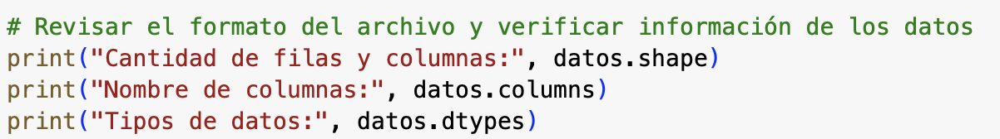 # Revisar el formato del archivo y verificar información de los datos
print("Cantidad de filas y columnas:", datos.shape)
print("Nombre de columnas:", datos.columns)
print("Tipos de datos:", datos.dtypes)